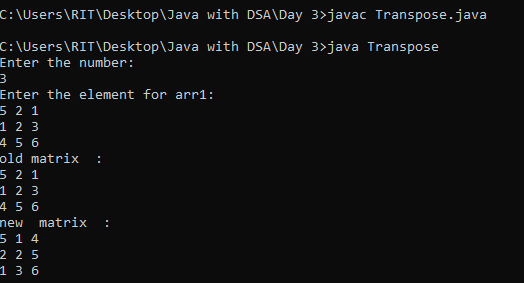 C:\Users\RIT\Desktop\Java with DSA\Day 3>javac Transpose.java
C:\Users\RIT\Desktop\Java with DSA\Day 3>java Transpose
Enter the number:
3
Enter the element for arr1:
5 2 1
1 2 3
4 5 6
old matrix  :
5 2 1
1 2 3
4 5 6
new  matrix  :
5 1 4
2 2 5
1 3 6